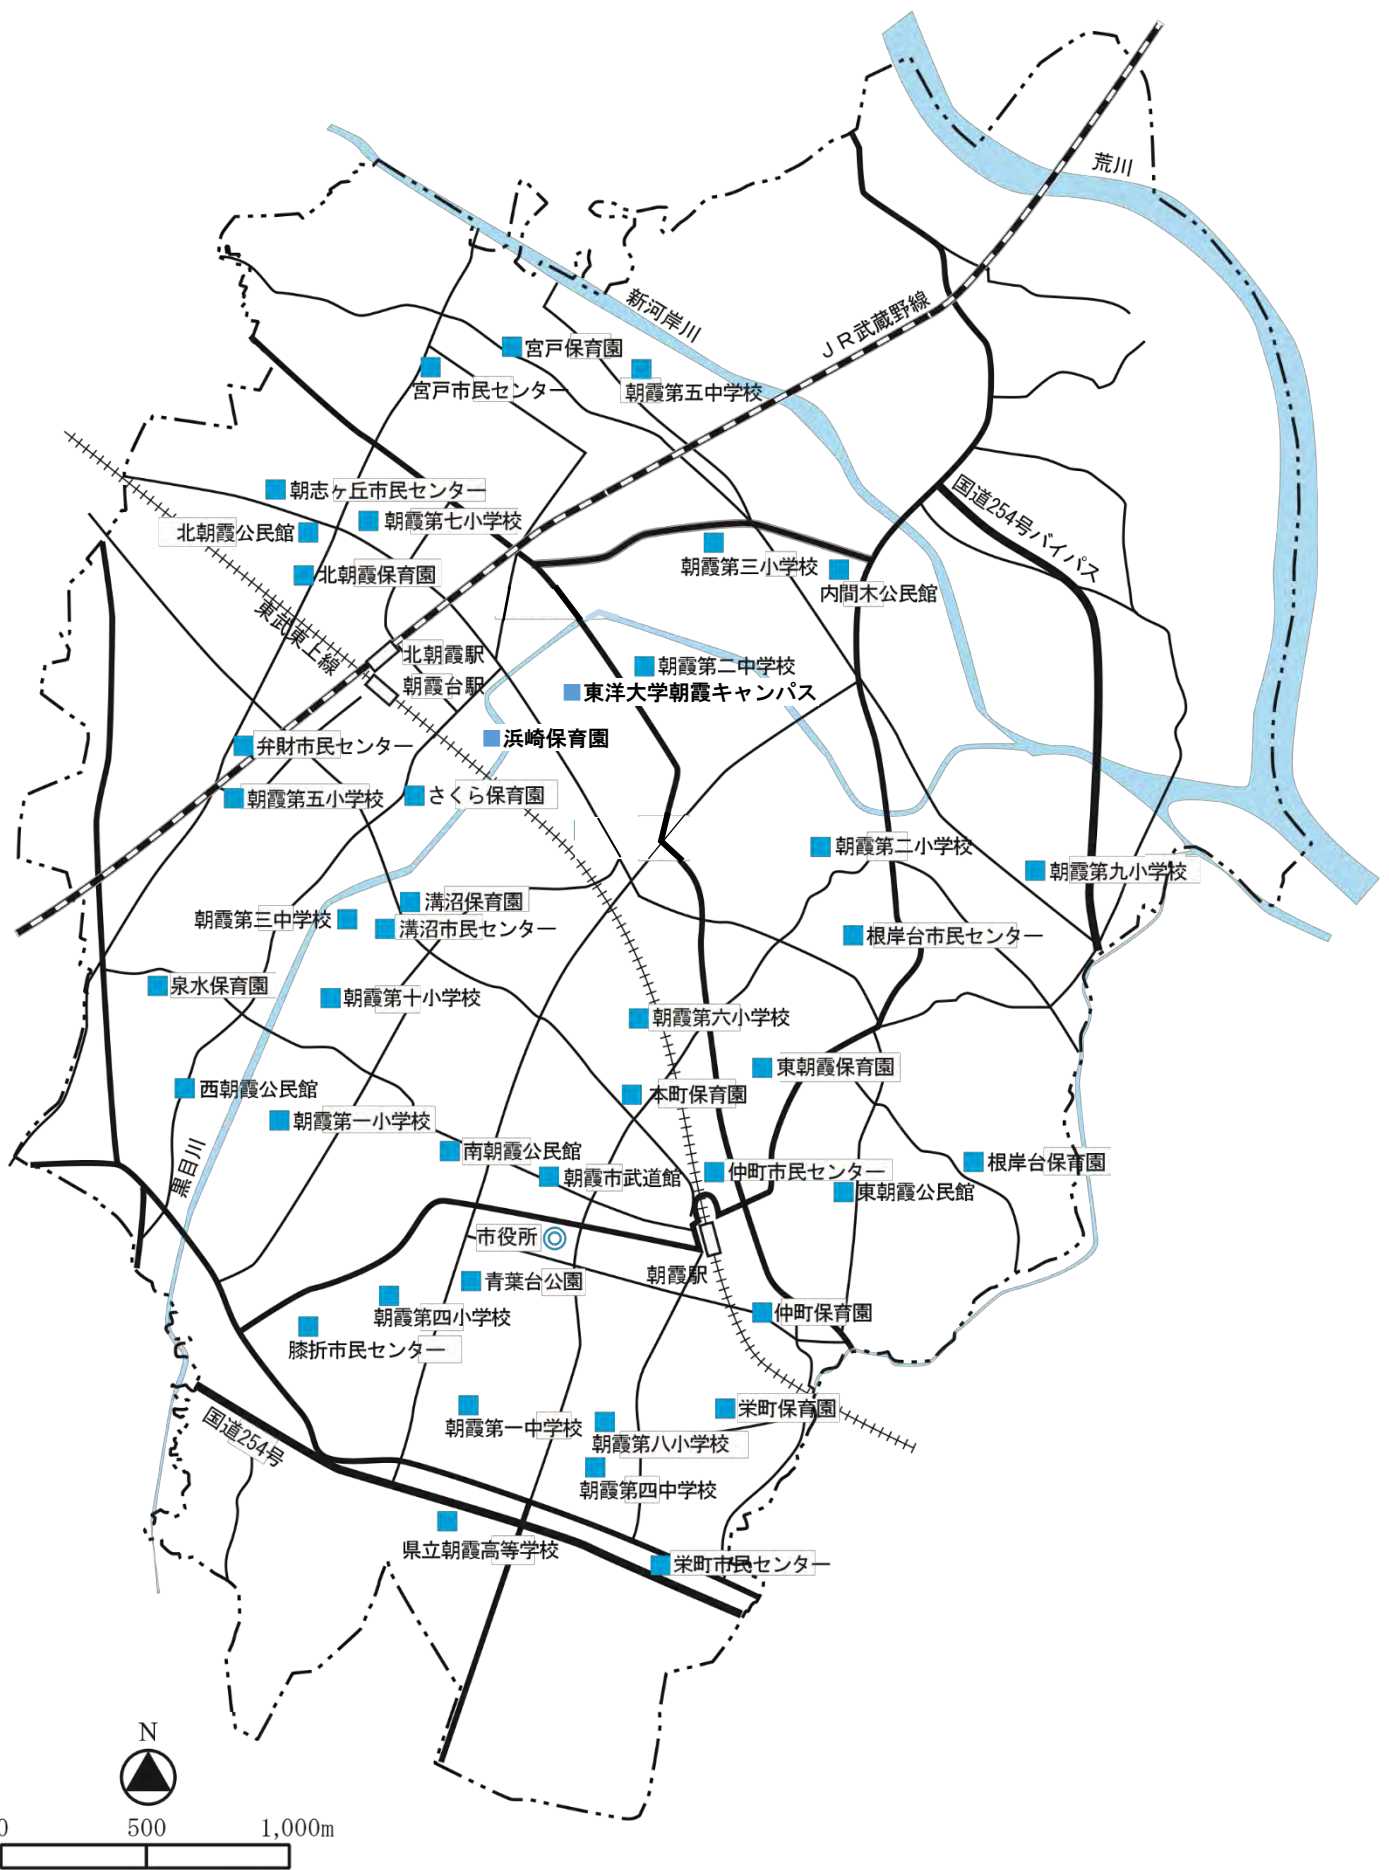 荒川
新河岸川
ＪＲ武蔵野線
宮戸保育園
宮戸市民センター
朝霞第五中学校
朝志ヶ丘市民センター
国道254号バイパス
朝霞第七小学校
北朝霞公民館
朝霞第三小学校
北朝霞保育園
内間木公民館
東武東上線
北朝霞駅
朝霞第二中学校
朝霞台駅
東洋大学朝霞キャンパス
浜崎保育園
弁財市民センター
朝霞第五小学校
さくら保育園
朝霞第二小学校
朝霞第九小学校
溝沼保育園
朝霞第三中学校
溝沼市民センター
根岸台市民センター
泉水保育園
朝霞第十小学校
朝霞第六小学校
東朝霞保育園
西朝霞公民館
本町保育園
朝霞第一小学校
黒目川
南朝霞公民館
朝霞市武道館
仲町市民センター
根岸台保育園
東朝霞公民館
市役所
朝霞駅
青葉台公園
朝霞第四小学校
仲町保育園
膝折市民センター
国道254号
朝霞第一中学校
栄町保育園
朝霞第八小学校
朝霞第四中学校
県立朝霞高等学校
栄町市民センター
N
0 500 1,000m